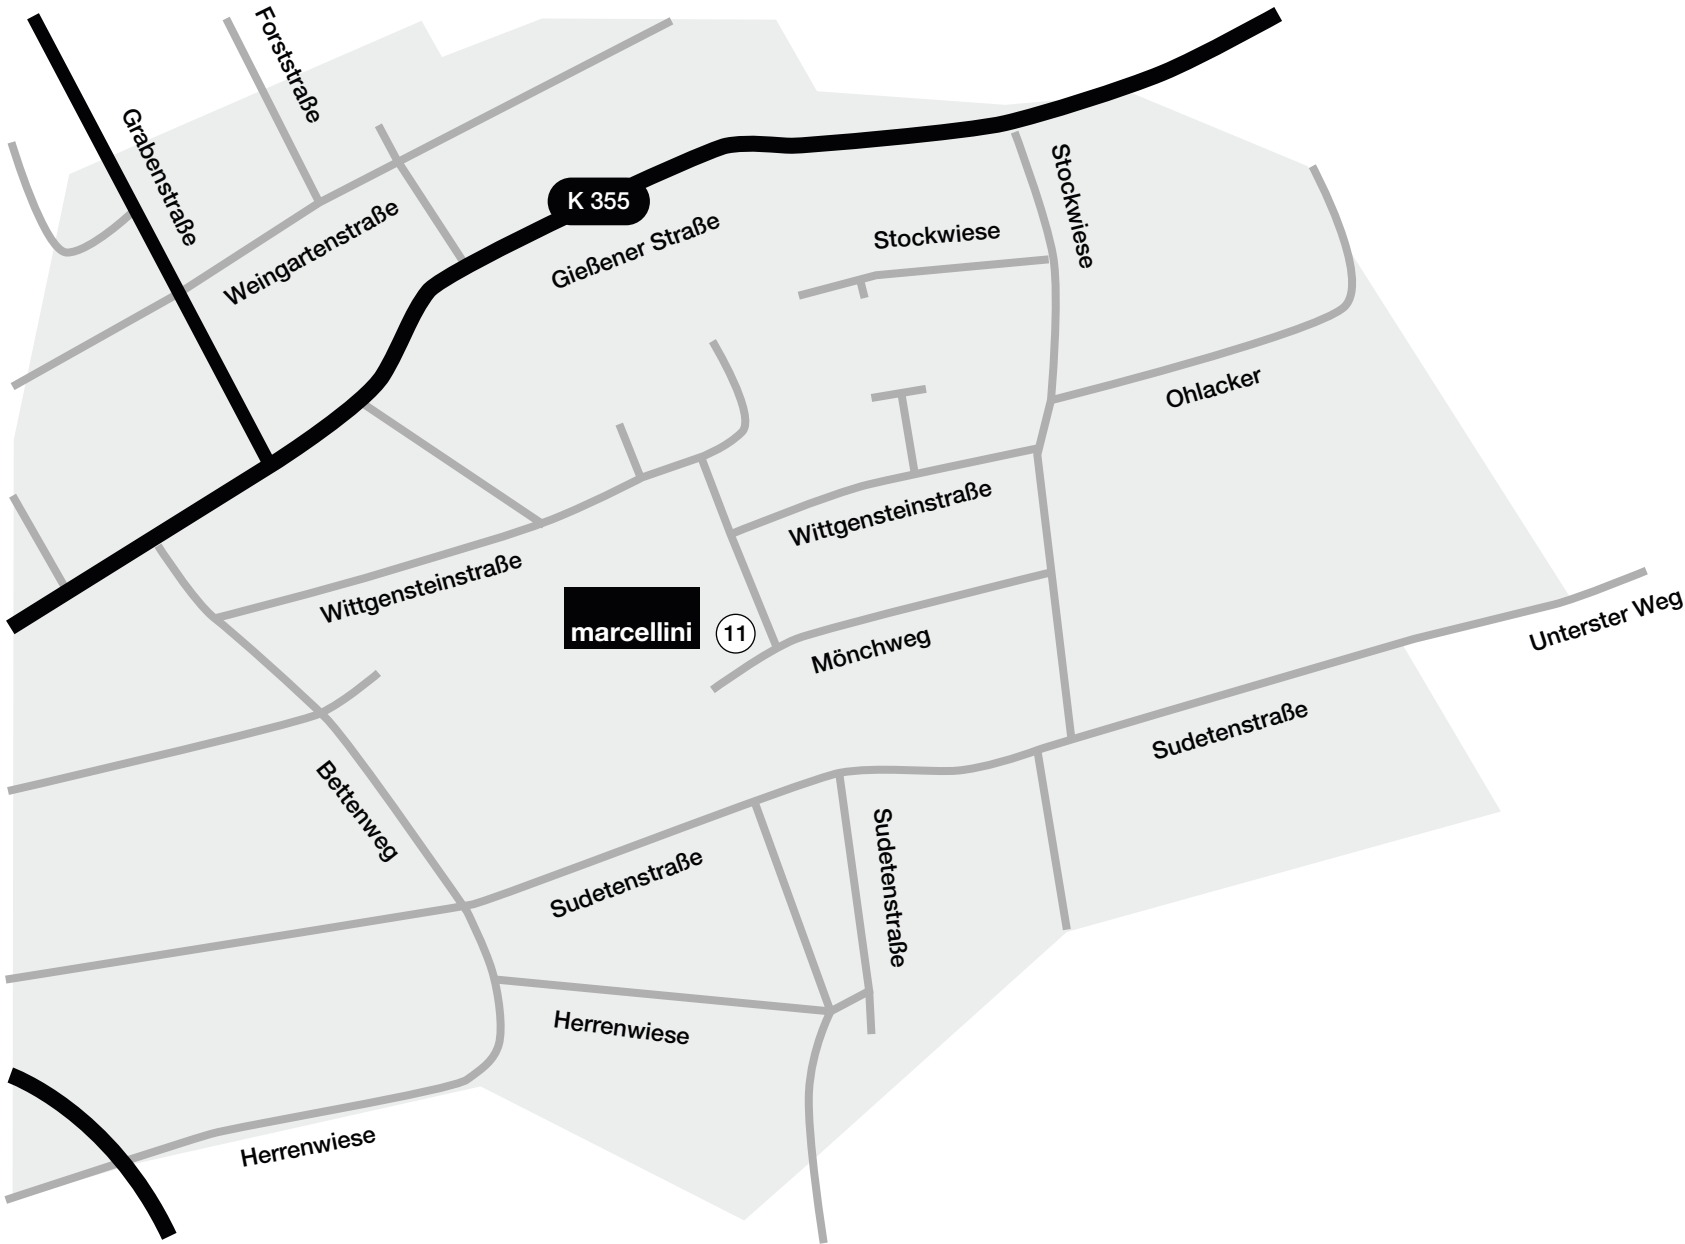 Forststraße
Grabenstraße
Weingartenstraße
K 355
Gießener Straße
Stockwiese
Stockwiese
Ohlacker
Wittgensteinstraße
Wittgensteinstraße
marcellini
11
Mönchweg
Unterster Weg
Sudetenstraße
Bettenweg
Sudetenstraße
Sudetenstraße
Herrenwiese
Herrenwiese